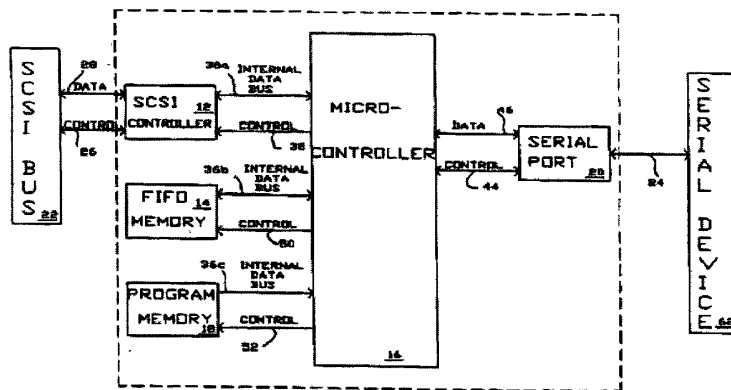 SCSI BUS 22
28
DATA
CONTROL
26
SCSI 12
CONTROLLER
36a INTERNAL
DATA
BUS
CONTROL
38
36b INTERNAL
DATA
BUS
FIFO 14
MEMORY
CONTROL
50
36c INTERNAL
DATA
BUS
PROGRAM
MEMORY 18
CONTROL
52
MICRO-
CONTROLLER
16
DATA 46
CONTROL
44
SERIAL
PORT 20
24
SERIAL DEVICE